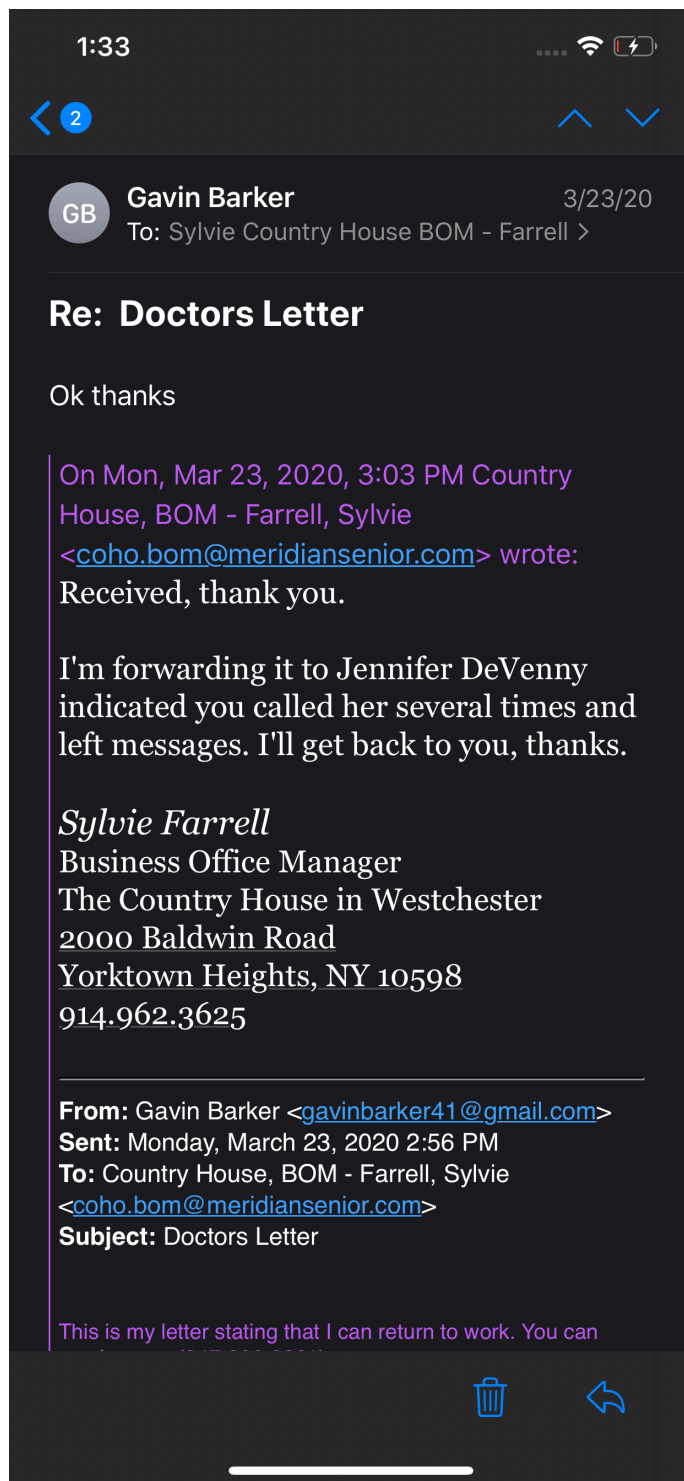 1:33
2
GB
Gavin Barker
3/23/20
To: Sylvie Country House BOM - Farrell >
Re: Doctors Letter
Ok thanks
On Mon, Mar 23, 2020, 3:03 PM Country
House, BOM - Farrell, Sylvie
<coho.bom@meridiansenior.com> wrote:
Received, thank you.
I'm forwarding it to Jennifer DeVenny
indicated you called her several times and
left messages. I'll get back to you, thanks.
Sylvie Farrell
Business Office Manager
The Country House in Westchester
2000 Baldwin Road
Yorktown Heights, NY 10598
914.962.3625
From: Gavin Barker <gavinbarker41@gmail.com>
Sent: Monday, March 23, 2020 2:56 PM
To: Country House, BOM - Farrell, Sylvie
<coho.bom@meridiansenior.com>
Subject: Doctors Letter
This is my letter stating that I can return to work. You can